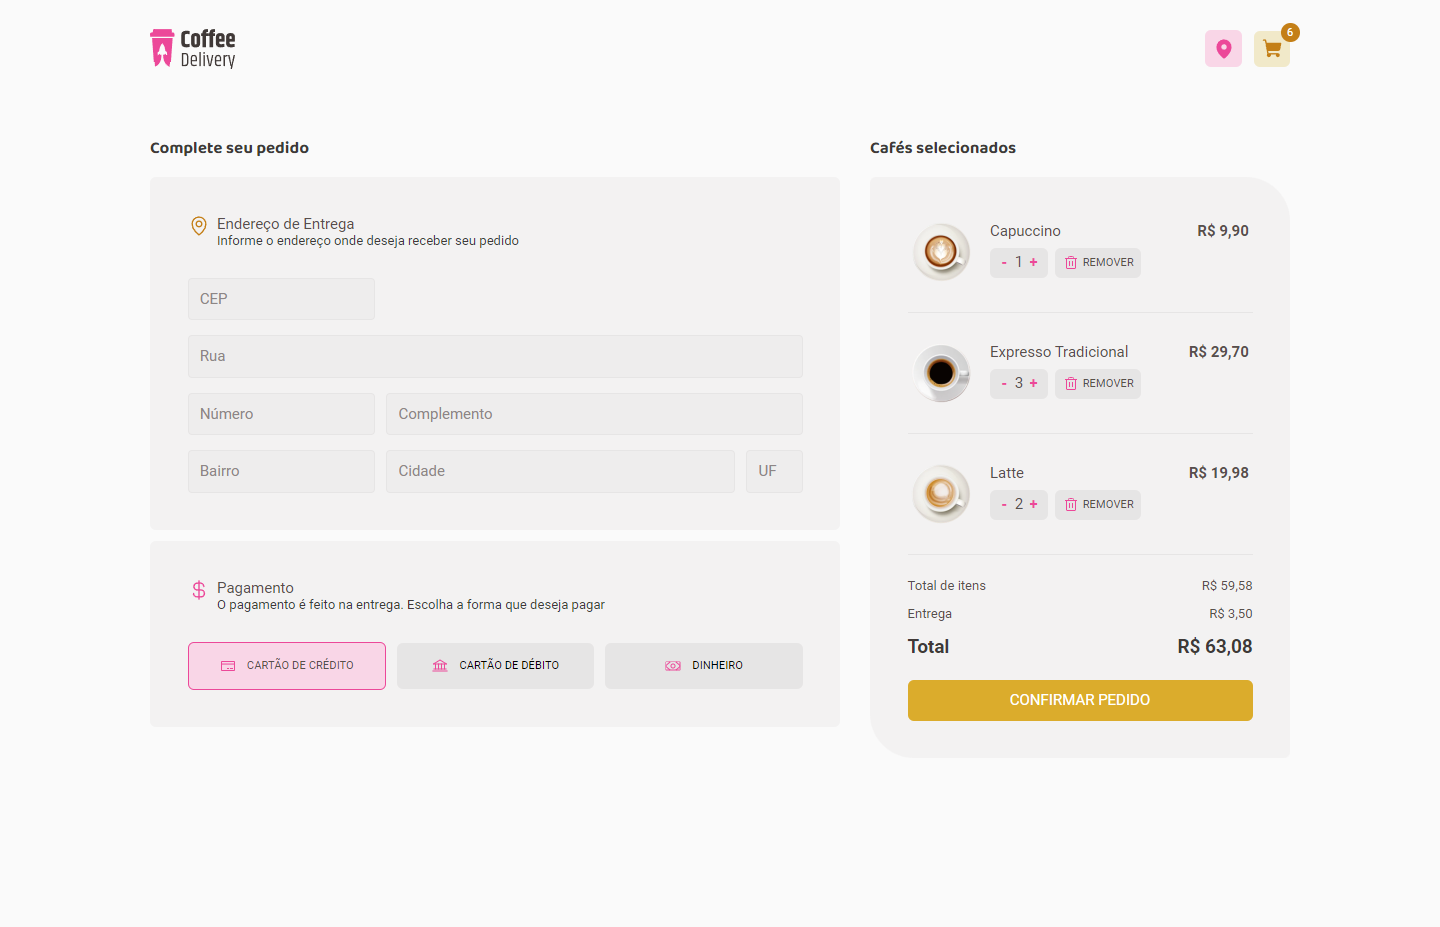 Coffee
Delivery
6
Complete seu pedido
Endereço de Entrega
Informe o endereço onde deseja receber seu pedido
CEP
Rua
Número
Complemento
Bairro
Cidade
UF
Pagamento
O pagamento é feito na entrega. Escolha a forma que deseja pagar
CARTÃO DE CRÉDITO
CARTÃO DE DÉBITO
DINHEIRO
Cafés selecionados
Capuccino
R$ 9,90
- 1 +
REMOVER
Expresso Tradicional
R$ 29,70
- 3 +
REMOVER
Latte
R$ 19,98
- 2 +
REMOVER
Total de itens
R$ 59,58
Entrega
R$ 3,50
Total
R$ 63,08
CONFIRMAR PEDIDO